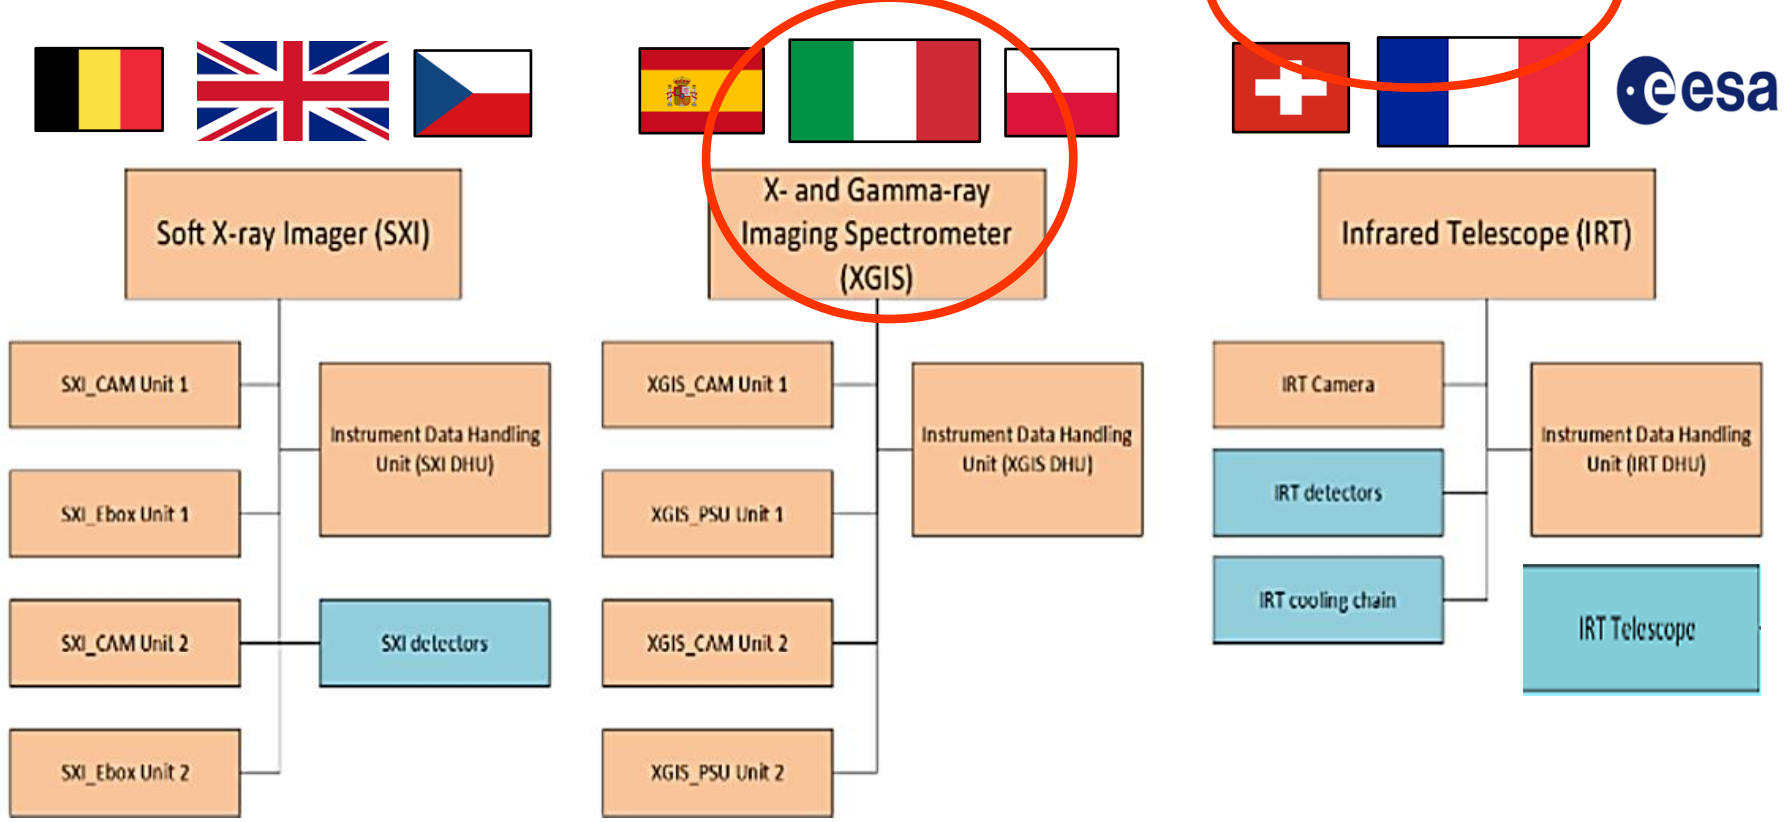 esa
Soft X-ray Imager (SXI)
X- and Gamma-ray
Imaging Spectrometer
(XGIS)
Infrared Telescope (IRT)
SXI_CAM Unit 1
Instrument Data Handling
Unit (SXI DHU)
SXI_Ebox Unit 1
SXI_CAM Unit 2
SXI detectors
SXI_Ebox Unit 2
XGIS_CAM Unit 1
Instrument Data Handling
Unit (XGIS DHU)
XGIS_PSU Unit 1
XGIS_CAM Unit 2
XGIS_PSU Unit 2
IRT Camera
Instrument Data Handling
Unit (IRT DHU)
IRT detectors
IRT cooling chain
IRT Telescope